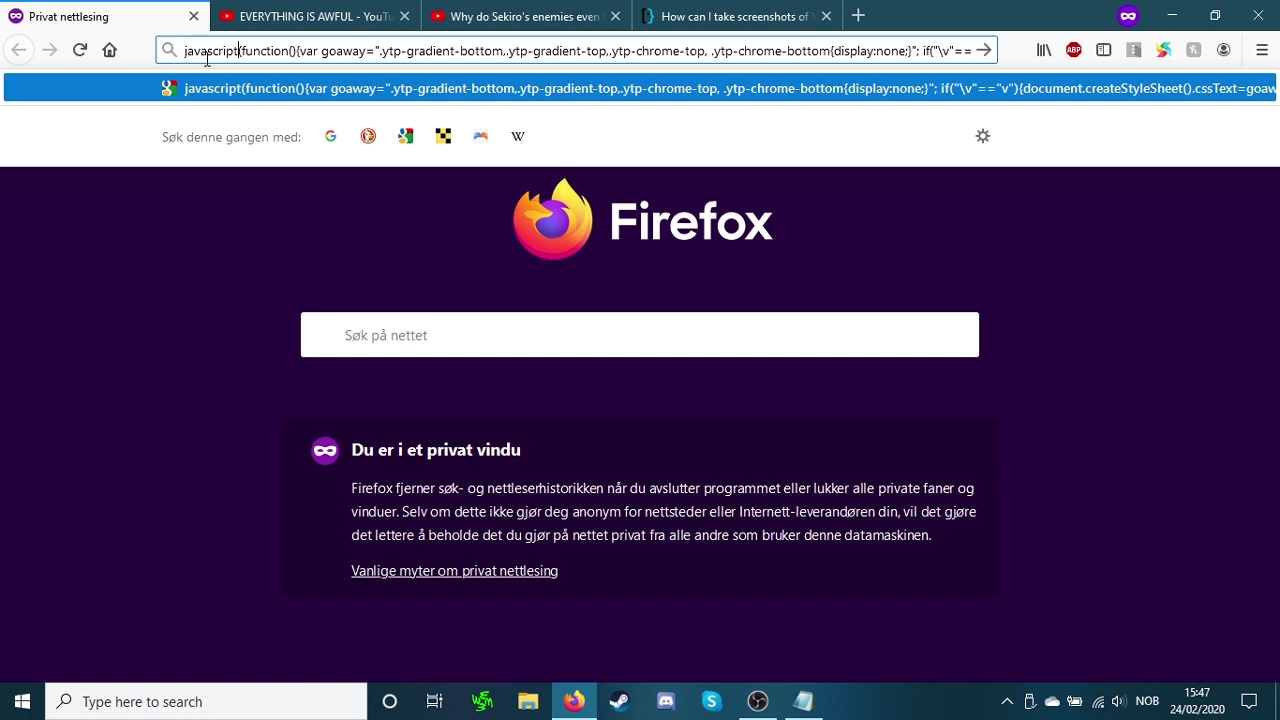 Privat nettlesing
EVERYTHING IS AWFUL - YouTu
Why do Sekiro's enemies even f
How can I take screenshots of Y
javascript(function(){var goaway=".ytp-gradient-bottom,.ytp-gradient-top,.ytp-chrome-top, .ytp-chrome-bottom{display:none;}"; if("\v"==
ABP
javascript(function(){var goaway=".ytp-gradient-bottom,.ytp-gradient-top,.ytp-chrome-top, .ytp-chrome-bottom{display:none;}"; if("\v"=="v"){document.createStyleSheet().cssText=goaw
Søk denne gangen med:
Firefox
Søk på nettet
Du er i et privat vindu
Firefox fjerner søk- og nettleserhistorikken når du avslutter programmet eller lukker alle private faner og
vinduer. Selv om dette ikke gjør deg anonym for nettsteder eller Internett-leverandøren din, vil det gjøre
det lettere å beholde det du gjør på nettet privat fra alle andre som bruker denne datamaskinen.
Vanlige myter om privat nettlesing
Type here to search
NOB
15:47
24/02/2020